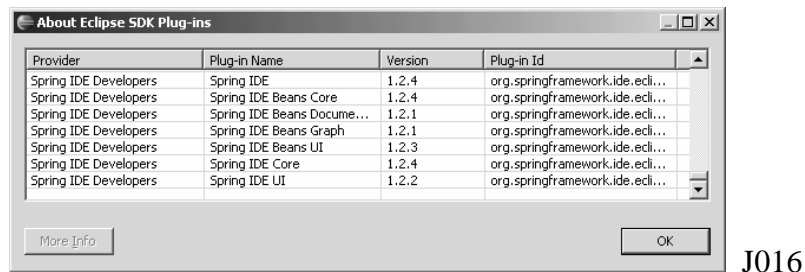 About Eclipse SDK Plug-ins
Provider Plug-in Name Version Plug-in Id
Spring IDE Developers Spring IDE 1.2.4 org.springframework.ide.ecli...
Spring IDE Developers Spring IDE Beans Core 1.2.4 org.springframework.ide.ecli...
Spring IDE Developers Spring IDE Beans Docume... 1.2.1 org.springframework.ide.ecli...
Spring IDE Developers Spring IDE Beans Graph 1.2.1 org.springframework.ide.ecli...
Spring IDE Developers Spring IDE Beans UI 1.2.3 org.springframework.ide.ecli...
Spring IDE Developers Spring IDE Core 1.2.4 org.springframework.ide.ecli...
Spring IDE Developers Spring IDE UI 1.2.2 org.springframework.ide.ecli...
More Info OK
J016